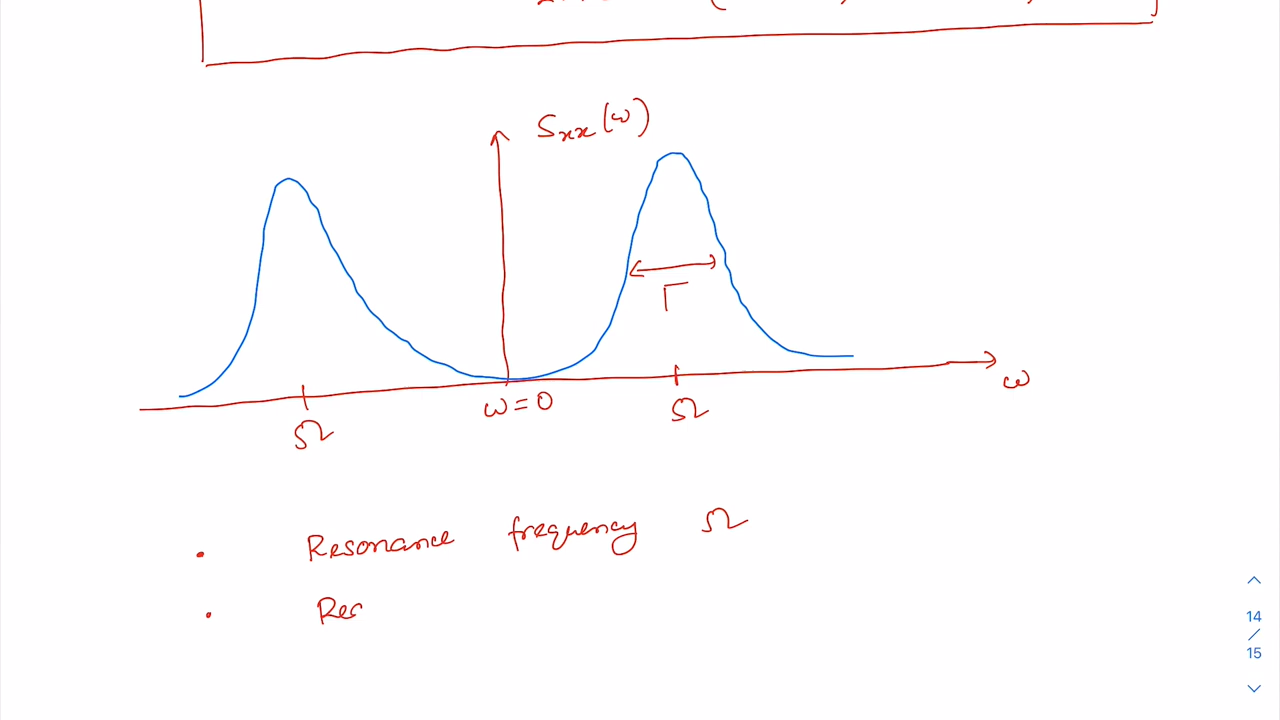 Sxx(ω)
Γ
ω
ω=0
Ω
Ω
. Resonance frequency Ω
. Res
14
/
15